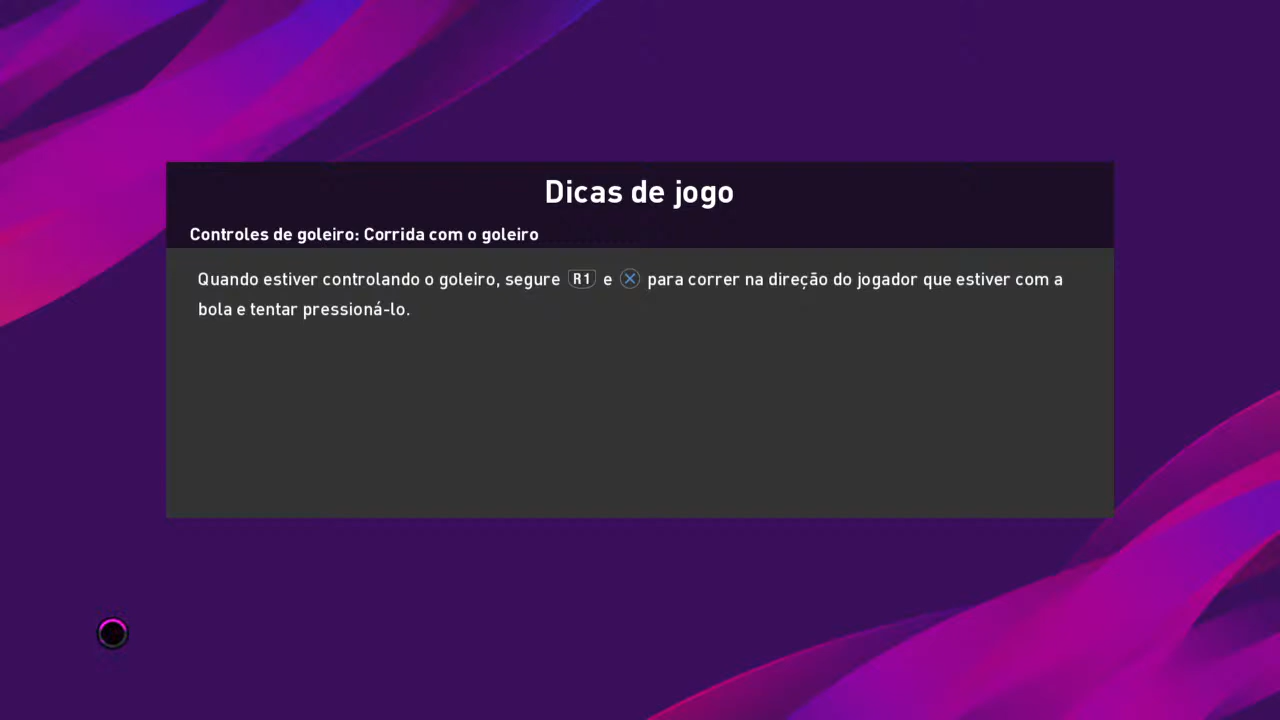 Dicas de jogo
Controles de goleiro: Corrida com o goleiro
Quando estiver controlando o goleiro, segure R1 e para correr na direção do jogador que estiver com a
bola e tentar pressioná-lo.